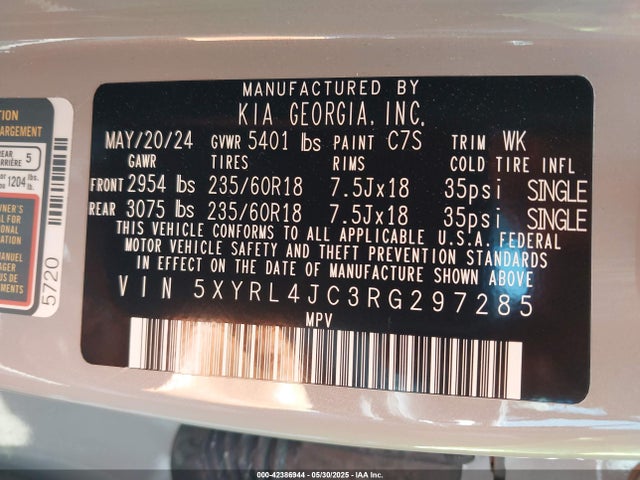 MANUFACTURED BY
KIA GEORGIA, INC.
MAY/20/24 GVWR 5401 lbs PAINT C7S TRIM WK
GAWR TIRES RIMS COLD TIRE INFL
FRONT 2954 lbs 235/60R18 7.5Jx18 35psi SINGLE
REAR 3075 lbs 235/60R18 7.5Jx18 35psi SINGLE
THIS VEHICLE CONFORMS TO ALL APPLICABLE U.S.A. FEDERAL
MOTOR VEHICLE SAFETY AND THEFT PREVENTION STANDARDS
IN EFFECT ON THE DATE OF MANUFACTURE SHOWN ABOVE
VIN 5XYRL4JC3RG297285
MPV
5
1204 lbs.
5720
000-42386944 - 05/30/2025 - IAA Inc.